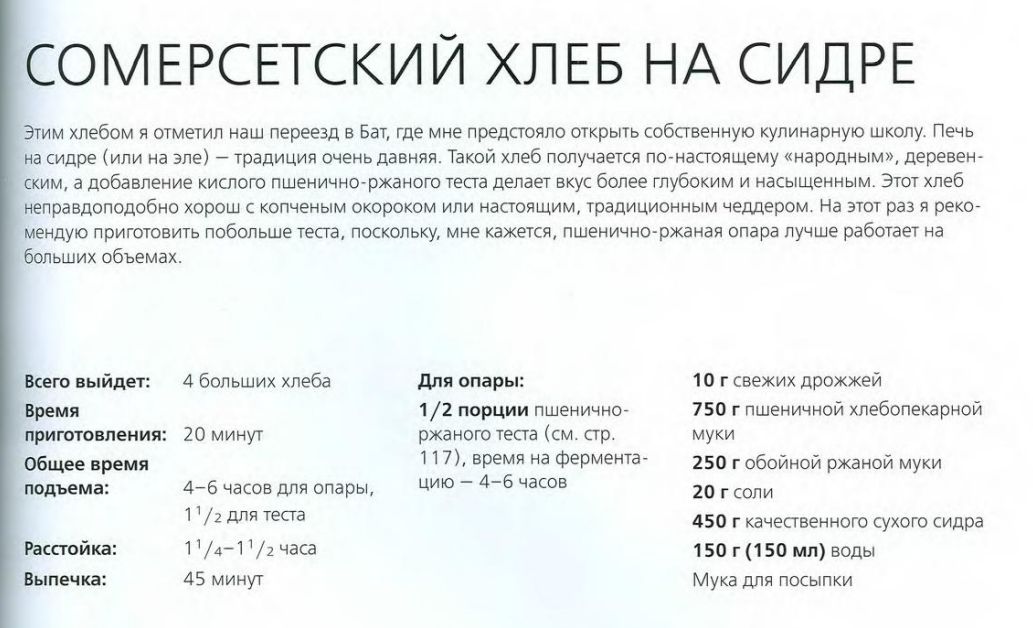 СОМЕРСЕТСКИЙ ХЛЕБ НА СИДРЕ
Этим хлебом я отметил наш переезд в Бат, где мне предстояло открыть собственную кулинарную школу. Печь
на сидре (или на эле) – традиция очень давняя. Такой хлеб получается по-настоящему «народным», деревен-
ским, а добавление кислого пшенично-ржаного теста делает вкус более глубоким и насыщенным. Этот хлеб
неправдоподобно хорош с копченым окороком или настоящим, традиционным чеддером. На этот раз я реко-
мендую приготовить побольше теста, поскольку, мне кажется, пшенично-ржаная опара лучше работает на
больших объемах.
Всего выйдет: 4 больших хлеба
Время
приготовления: 20 минут
Общее время
подъема: 4–6 часов для опары,
1 1/2 для теста
Расстойка: 1 1/4–1 1/2 часа
Выпечка: 45 минут
Для опары:
1/2 порции пшенично-
ржаного теста (см. стр.
117), время на фермента-
цию – 4–6 часов
10 г свежих дрожжей
750 г пшеничной хлебопекарной
муки
250 г обойной ржаной муки
20 г соли
450 г качественного сухого сидра
150 г (150 мл) воды
Мука для посыпки